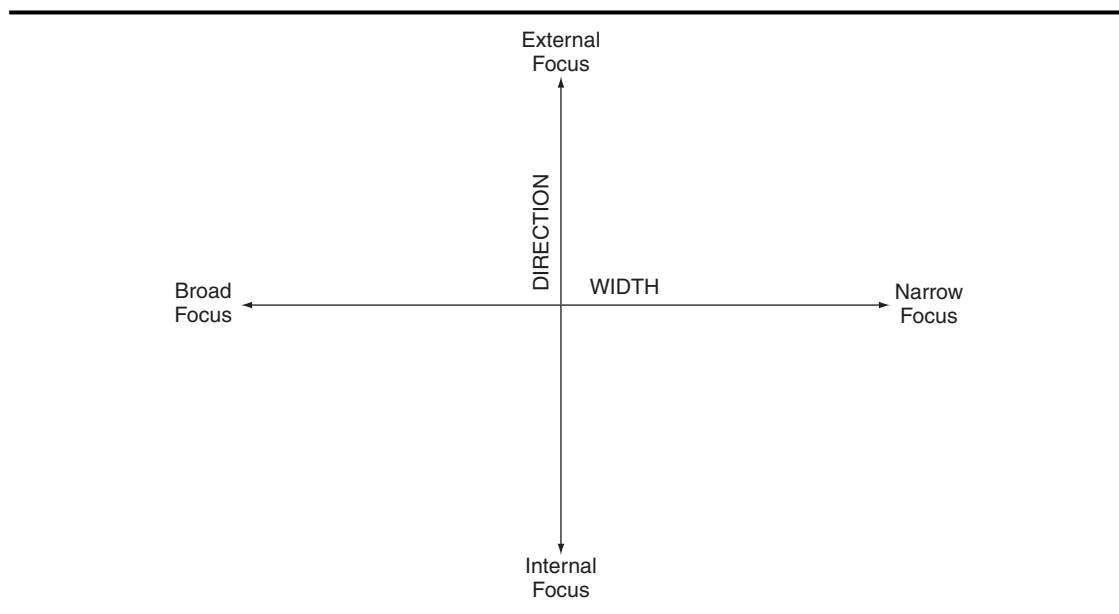 External
Focus
DIRECTION
WIDTH
Broad
Focus
Narrow
Focus
Internal
Focus